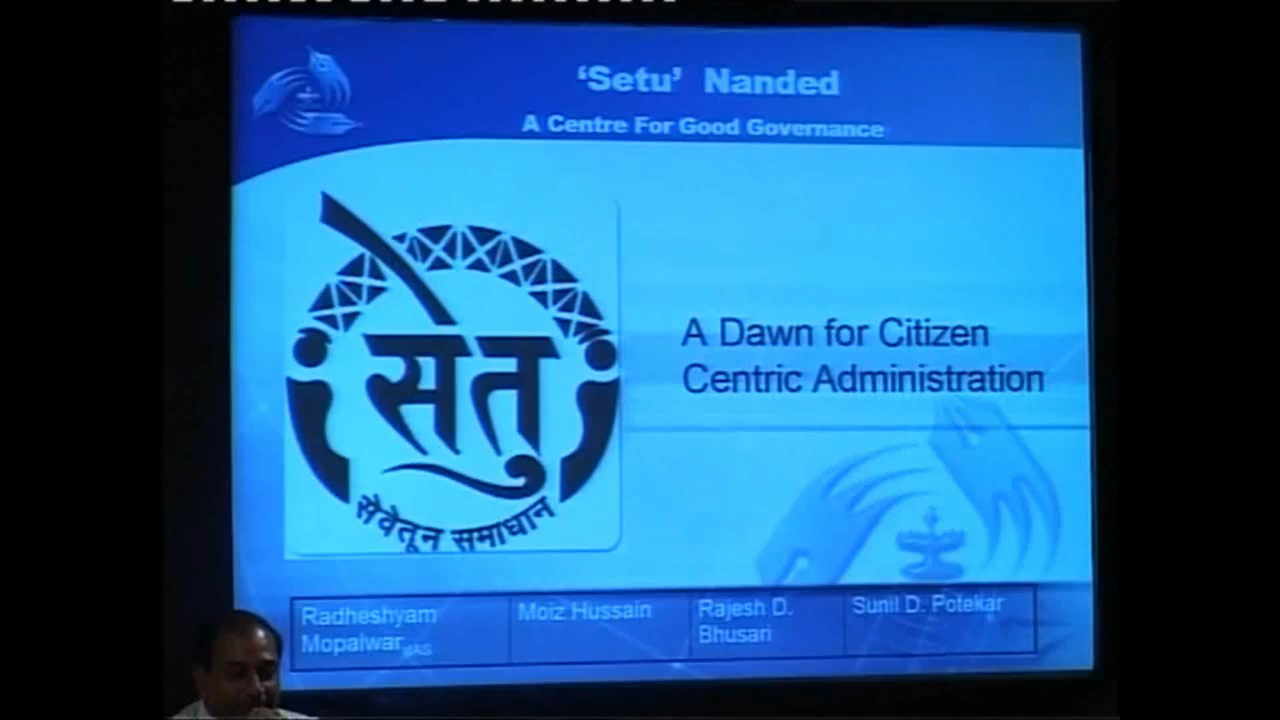 ‘Setu’ Nanded
A Centre For Good Governance
सेतु
सेवेतून समाधान
A Dawn for Citizen
Centric Administration
Radheshyam
Mopalwar IAS
Moiz Hussain
Rajesh D.
Bhusari
Sunil D. Potekar